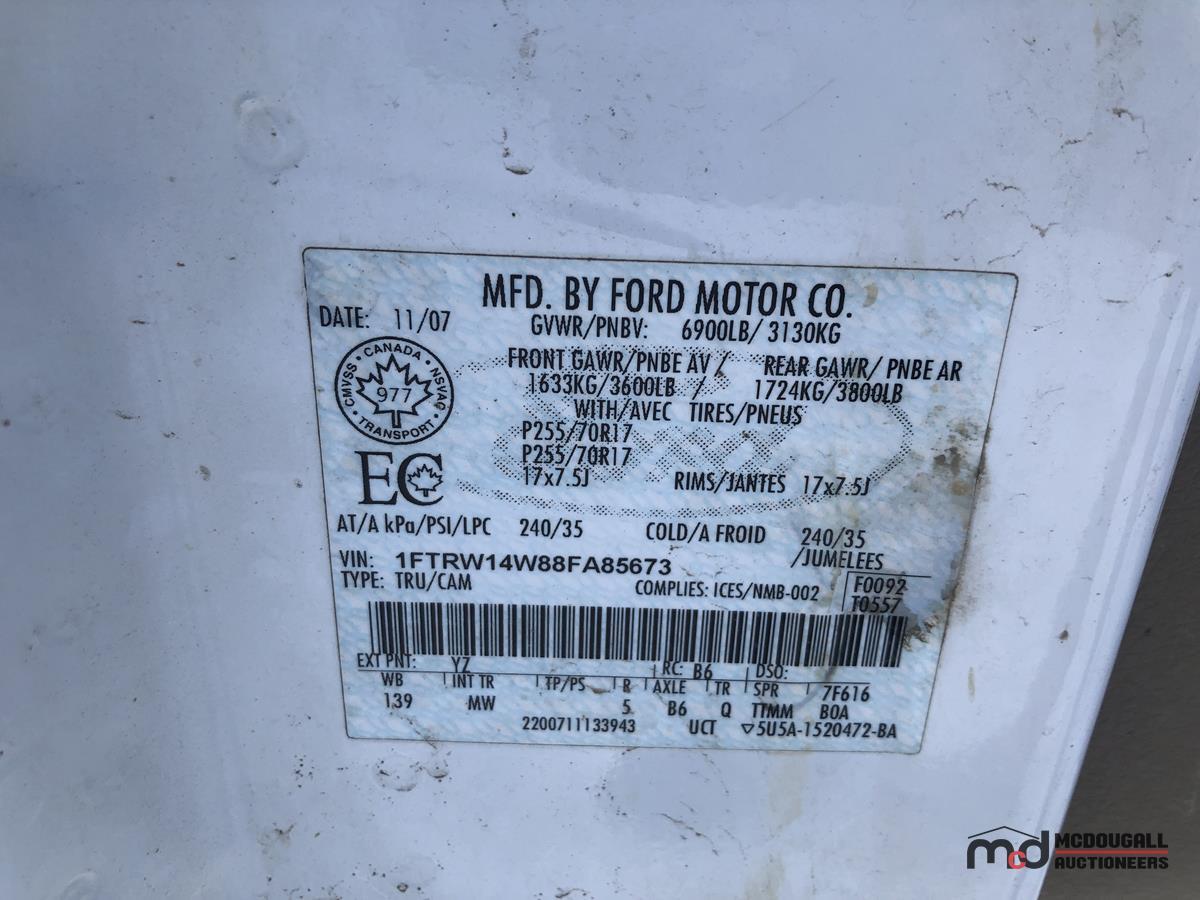 MFD. BY FORD MOTOR CO.
DATE: 11/07
GVWR/PNBV: 6900LB/ 3130KG
FRONT GAWR/PNBE AV / REAR GAWR/ PNBE AR
1633KG/3600LB / 1724KG/3800LB
WITH/AVEC TIRES/PNEUS
P255/70R17
P255/70R17
17x7.5J RIMS/JANTES 17x7.5J
CANADA
CMVSS NSVAC
977
TRANSPORT
EC
AT/A kPa/PSI/LPC 240/35 COLD/A FROID 240/35
/JUMELEES
VIN: 1FTRW14W88FA85673
TYPE: TRU/CAM COMPLIES: ICES/NMB-002
F0092
T0557
EXT PNT: YZ RC: B6 DSO:
WB INT TR TP/PS R AXLE TR SPR 7F616
139 MW 5 B6 Q TTMM BOA
2200711133943 UCT ▽5U5A-1520472-BA
mcd MCDOUGALL
AUCTIONEERS